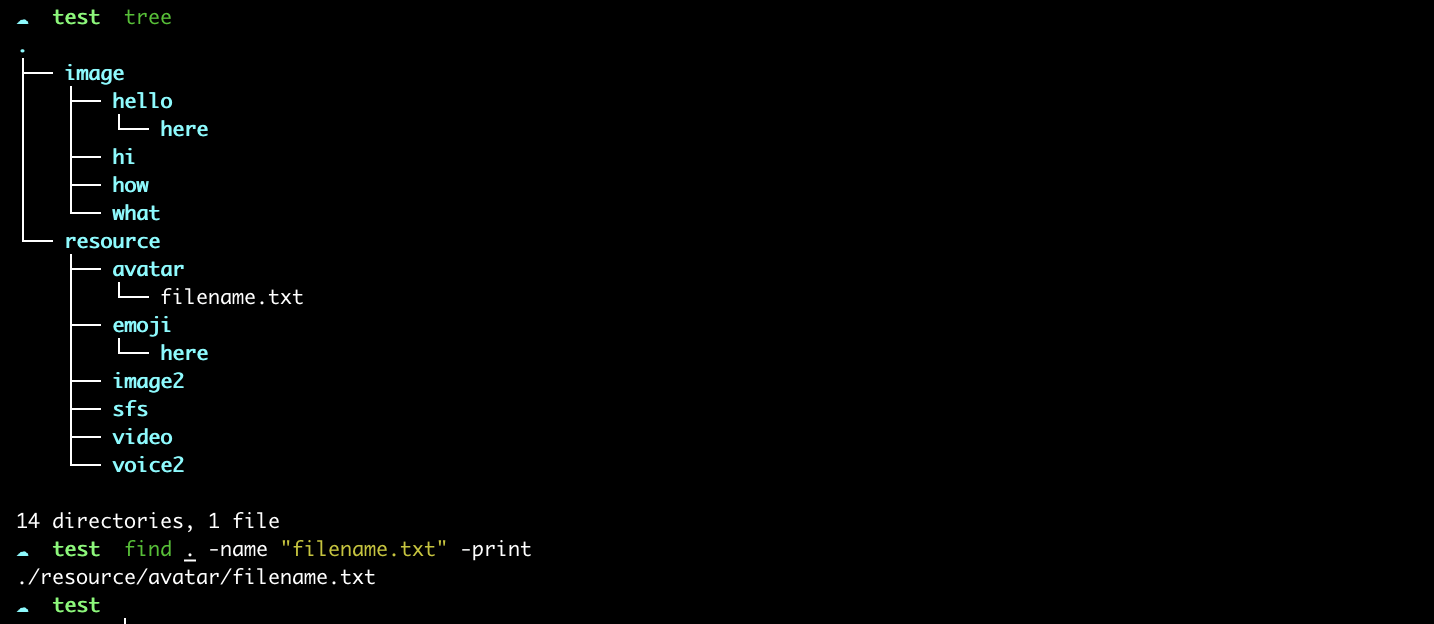 ☁ test tree
.
├── image
│   ├── hello
│   │   └── here
│   ├── hi
│   ├── how
│   └── what
└── resource
    ├── avatar
    │   └── filename.txt
    ├── emoji
    │   └── here
    ├── image2
    ├── sfs
    ├── video
    └── voice2
14 directories, 1 file
☁ test find . -name "filename.txt" -print
./resource/avatar/filename.txt
☁ test